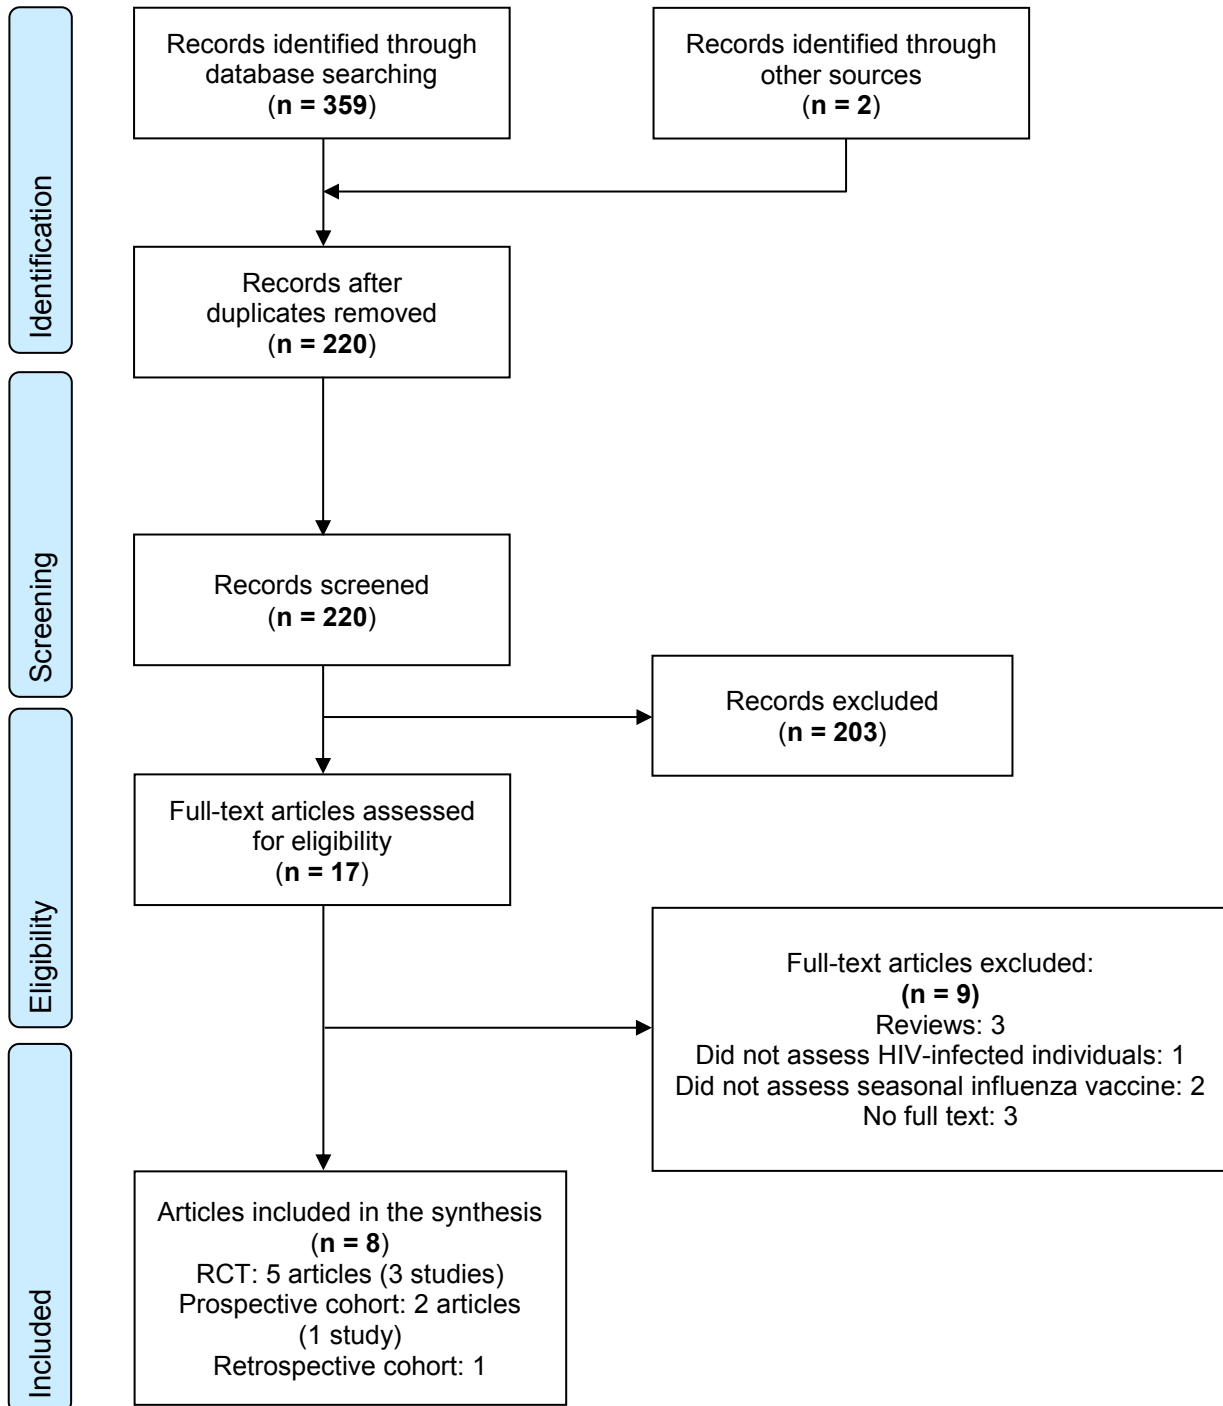 Identification
Records identified through
database searching
(n = 359)
Records identified through
other sources
(n = 2)
Records after
duplicates removed
(n = 220)
Screening
Records screened
(n = 220)
Records excluded
(n = 203)
Eligibility
Full-text articles assessed
for eligibility
(n = 17)
Full-text articles excluded:
(n = 9)
Reviews: 3
Did not assess HIV-infected individuals: 1
Did not assess seasonal influenza vaccine: 2
No full text: 3
Included
Articles included in the synthesis
(n = 8)
RCT: 5 articles (3 studies)
Prospective cohort: 2 articles
(1 study)
Retrospective cohort: 1